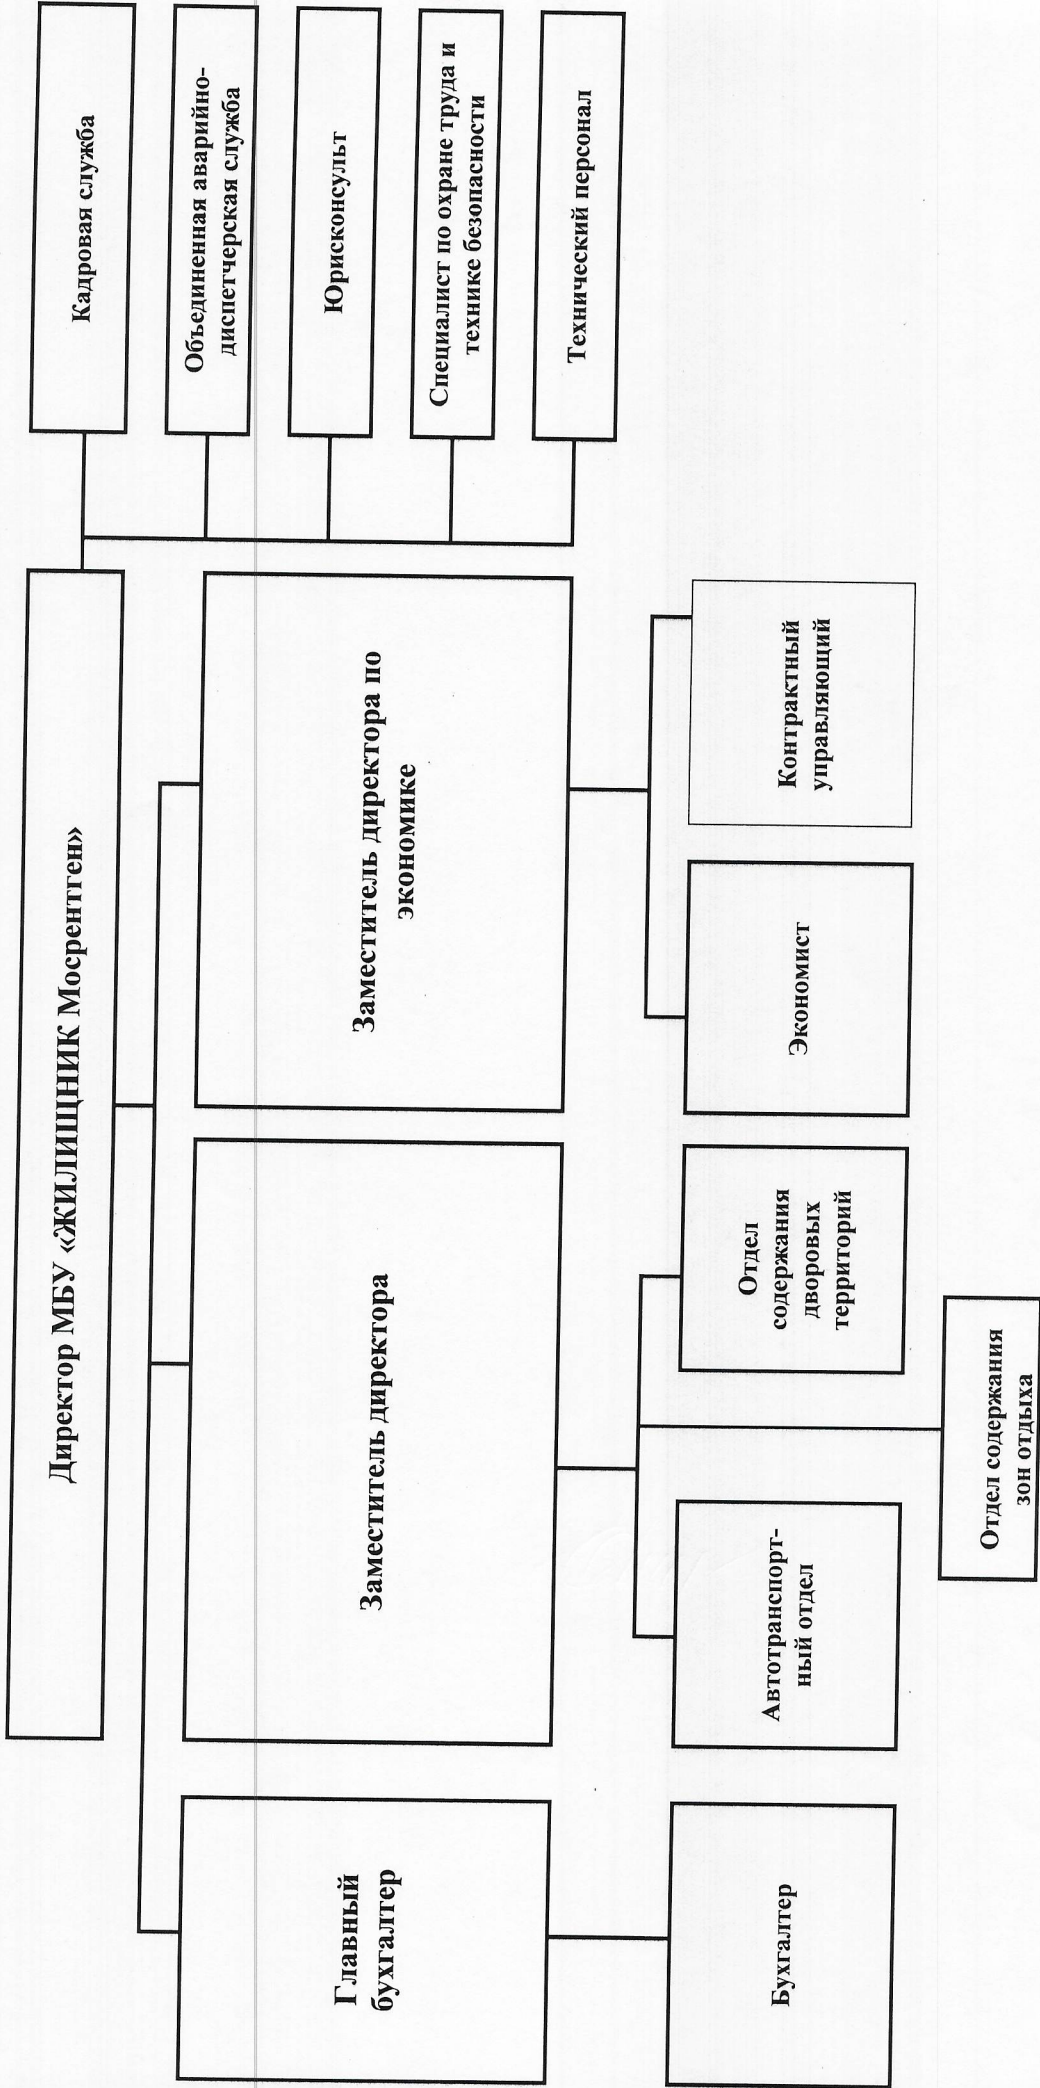 Директор МБУ «ЖИЛИЩНИК Мосрентген»
Кадровая служба
Объединенная аварийно-
диспетчерская служба
Юрисконсульт
Специалист по охране труда и
технике безопасности
Технический персонал
Главный
бухгалтер
Заместитель директора
Заместитель директора по
экономике
Бухгалтер
Автотранспорт-
ный отдел
Отдел
содержания
дворовых
территорий
Экономист
Контрактный
управляющий
Отдел содержания
зон отдыха